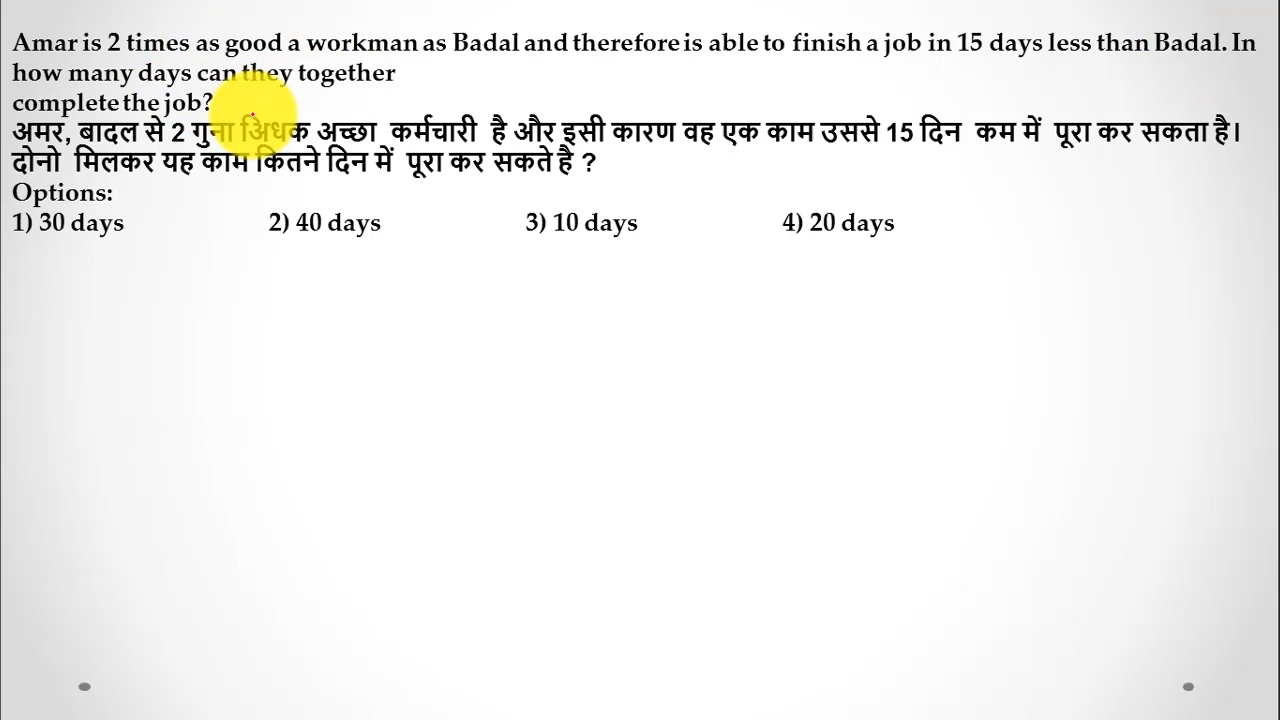 Amar is 2 times as good a workman as Badal and therefore is able to finish a job in 15 days less than Badal. In
how many days can they together
complete the job?
अमर, बादल से 2 गुना अिधक अच्छा कर्मचारी है और इसी कारण वह एक काम उससे 15 दिन कम में पूरा कर सकता है।
दोनो मिलकर यह काम कितने दिन में पूरा कर सकते है ?
Options:
1) 30 days 2) 40 days 3) 10 days 4) 20 days